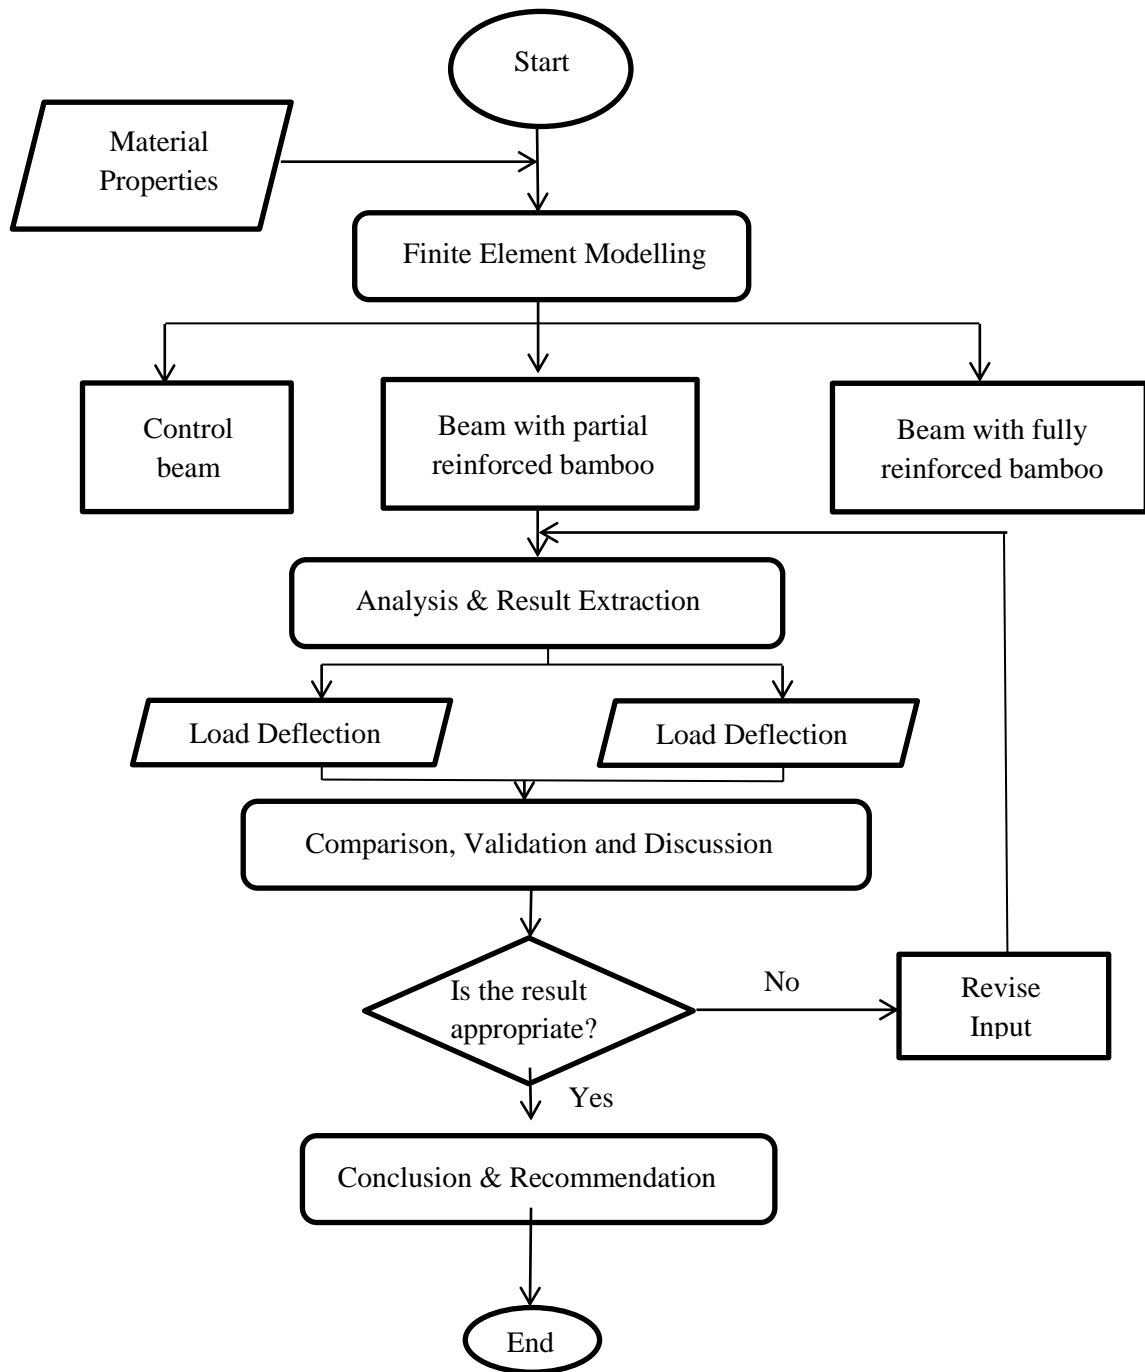 Start
Material
Properties
Finite Element Modelling
Control
beam
Beam with partial
reinforced bamboo
Beam with fully
reinforced bamboo
Analysis & Result Extraction
Load Deflection
Load Deflection
Comparison, Validation and Discussion
Is the result
appropriate?
No
Revise
Input
Yes
Conclusion & Recommendation
End